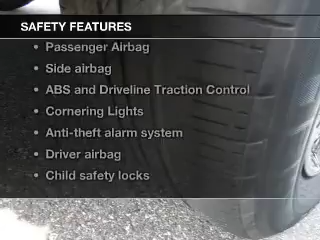 SAFETY FEATURES
• Passenger Airbag
• Side airbag
• ABS and Driveline Traction Control
• Cornering Lights
• Anti-theft alarm system
• Driver airbag
• Child safety locks